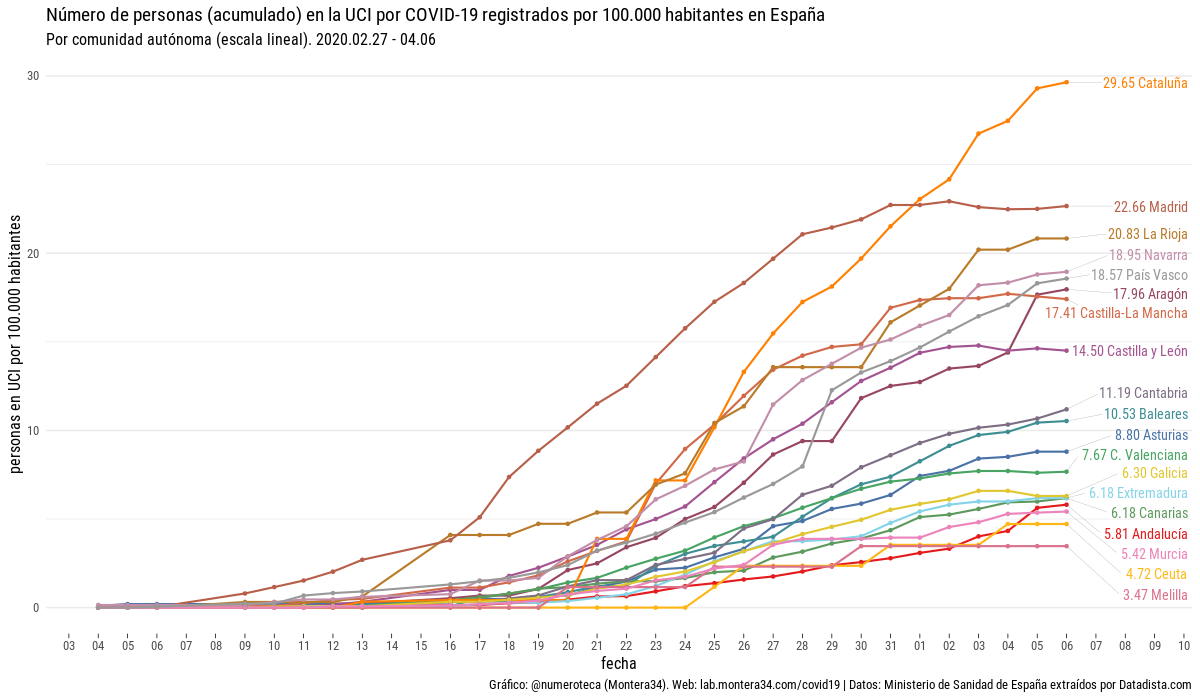 Número de personas (acumulado) en la UCI por COVID-19 registrados por 100.000 habitantes en España
Por comunidad autónoma (escala lineal). 2020.02.27 - 04.06
personas en UCI por 100.000 habitantes
30
20
10
0
29.65 Cataluña
22.66 Madrid
20.83 La Rioja
18.95 Navarra
18.57 País Vasco
17.96 Aragón
17.41 Castilla-La Mancha
14.50 Castilla y León
11.19 Cantabria
10.53 Baleares
8.80 Asturias
7.67 C. Valenciana
6.30 Galicia
6.18 Extremadura
6.18 Canarias
5.81 Andalucía
5.42 Murcia
4.72 Ceuta
3.47 Melilla
03 04 05 06 07 08 09 10 11 12 13 14 15 16 17 18 19 20 21 22 23 24 25 26 27 28 29 30 31 01 02 03 04 05 06 07 08 09 10
fecha
Gráfico: @numeroteca (Montera34). Web: lab.montera34.com/covid19 | Datos: Ministerio de Sanidad de España extraídos por Datadista.com